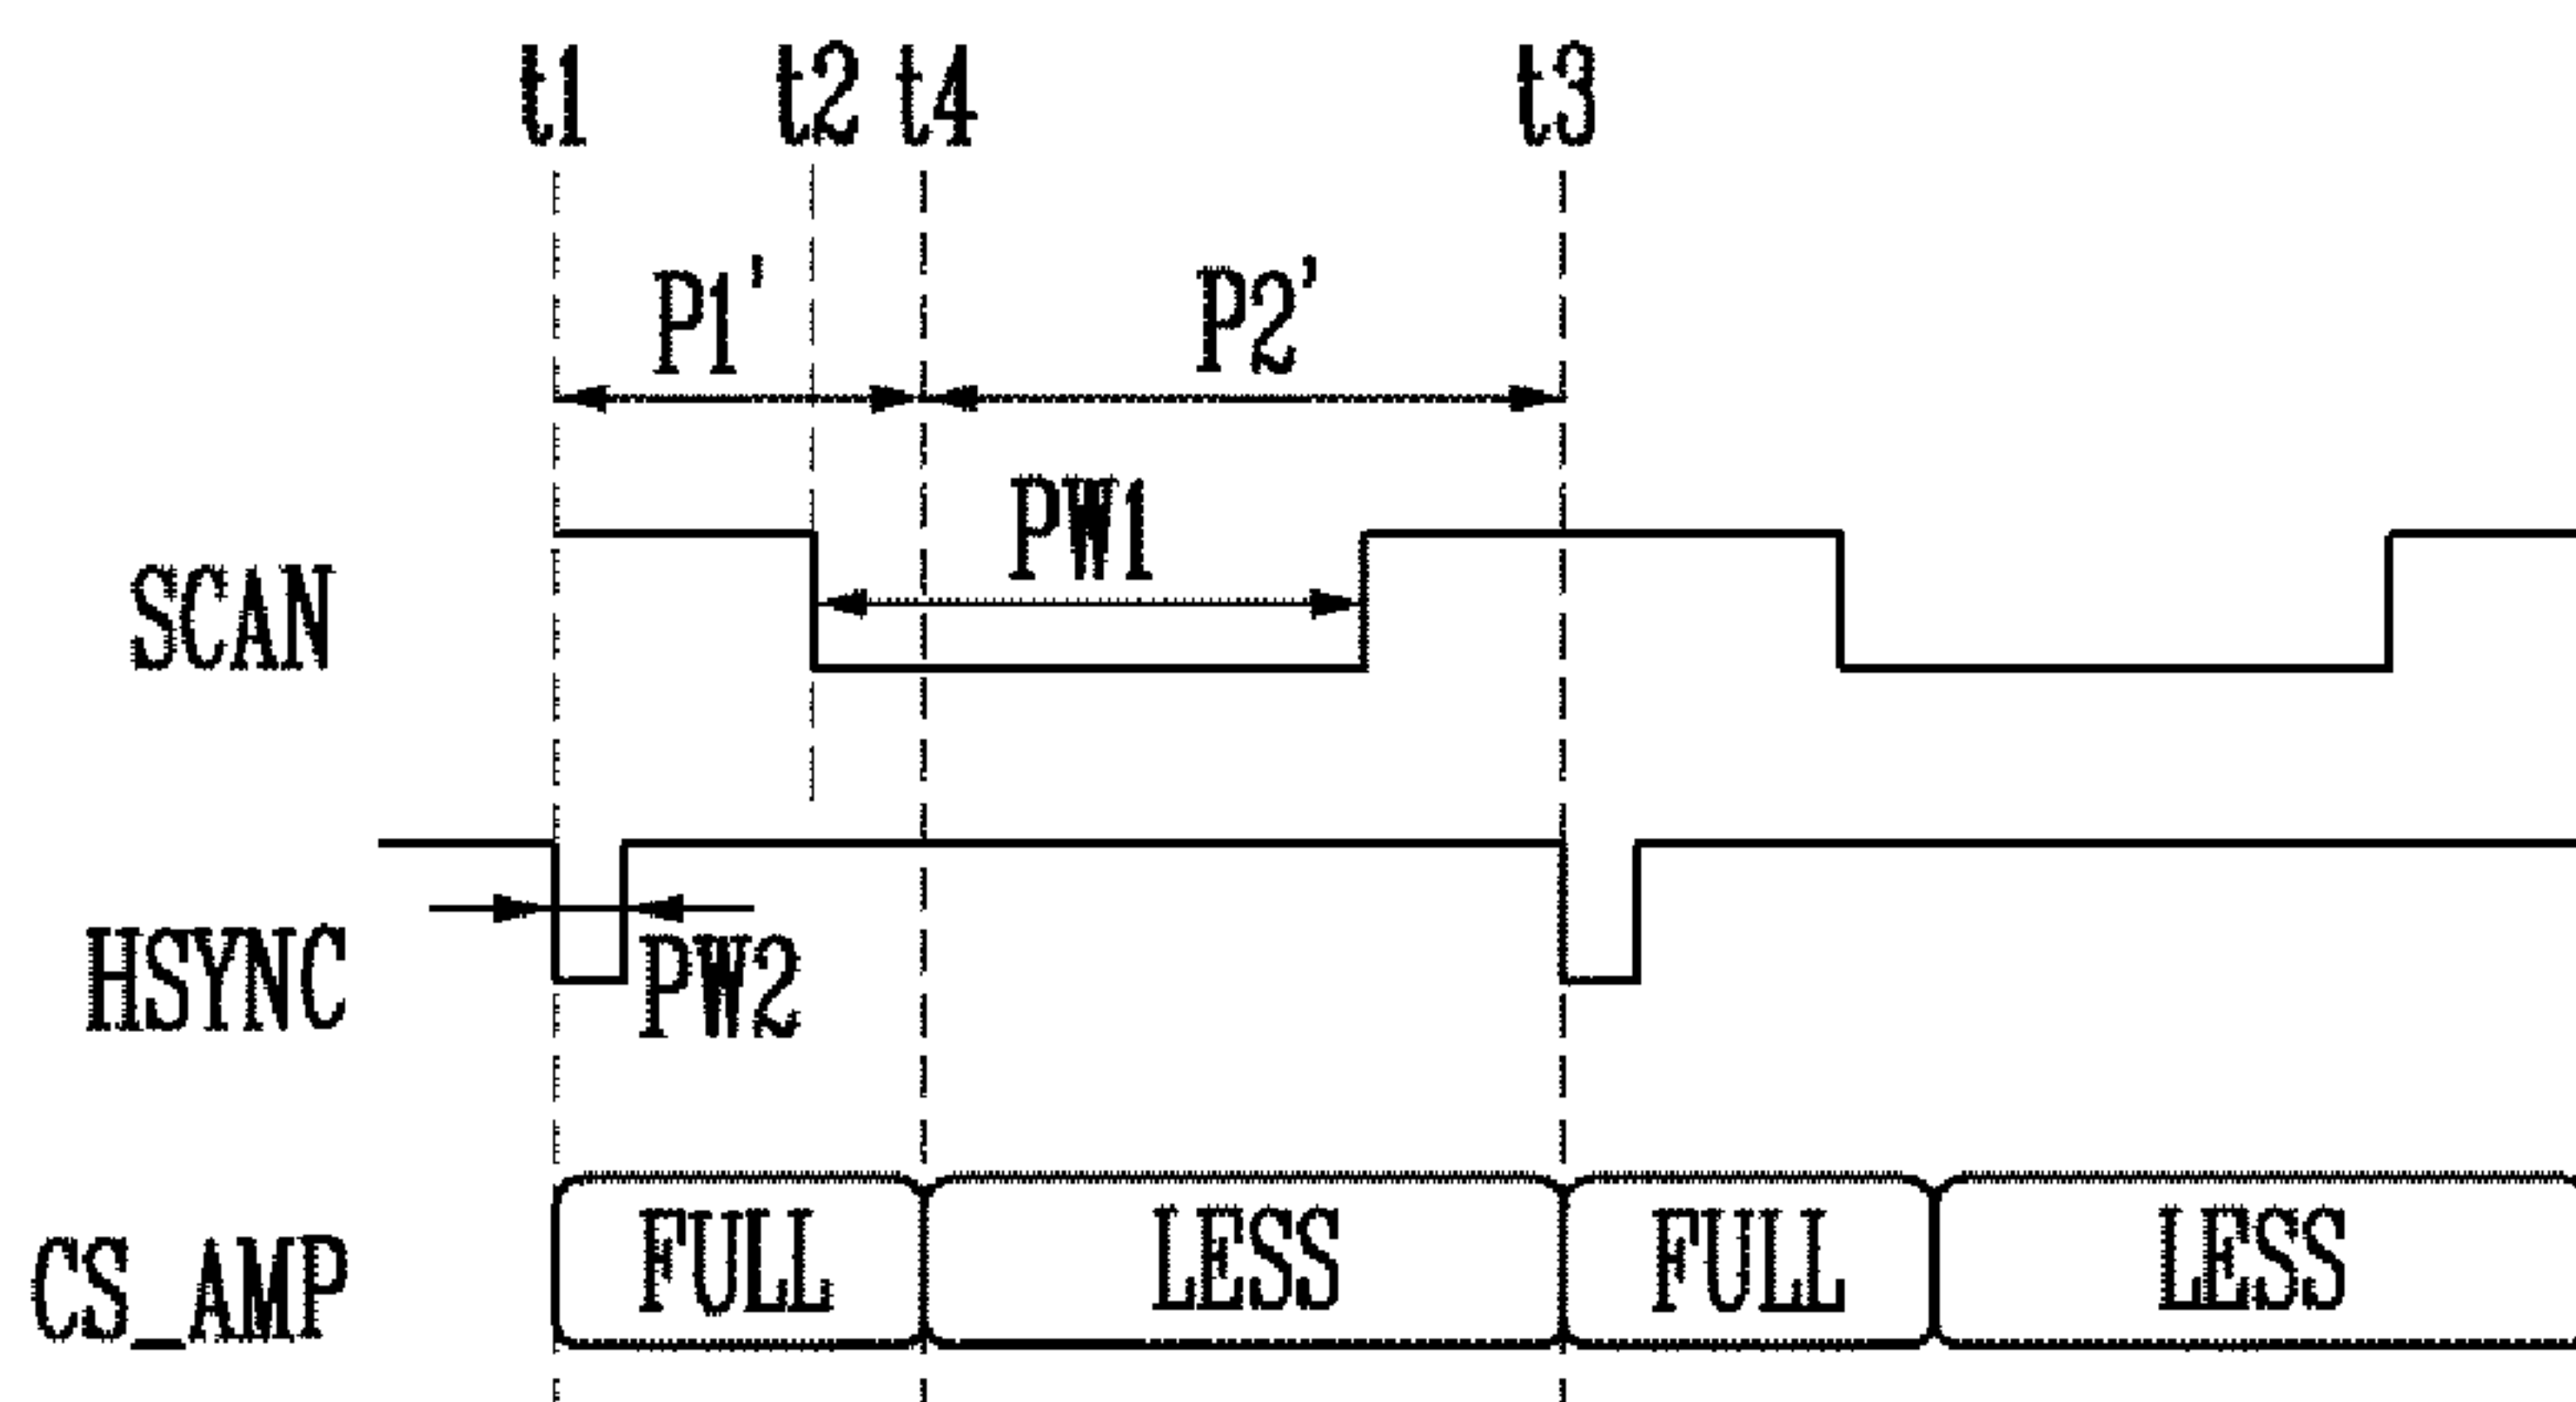 t1 t2 t4 t3
P1' P2'
PW1
SCAN
HSYNC
PW2
CS_AMP FULL LESS FULL LESS